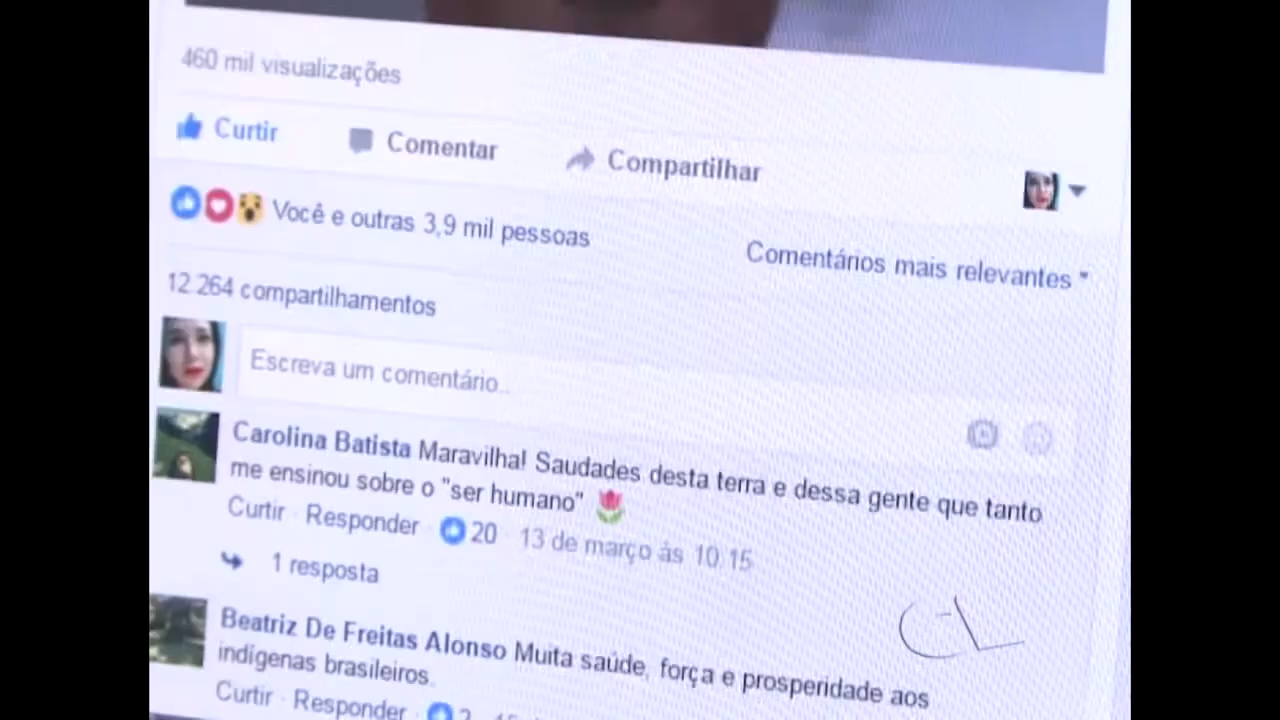 460 mil visualizações
Curtir Comentar Compartilhar
Você e outras 3,9 mil pessoas
Comentários mais relevantes
12.264 compartilhamentos
Escreva um comentário...
Carolina Batista Maravilha! Saudades desta terra e dessa gente que tanto
me ensinou sobre o "ser humano"
Curtir · Responder · 20 · 13 de março às 10:15
1 resposta
Beatriz De Freitas Alonso Muita saúde, força e prosperidade aos
indígenas brasileiros.
Curtir · Responder
CL